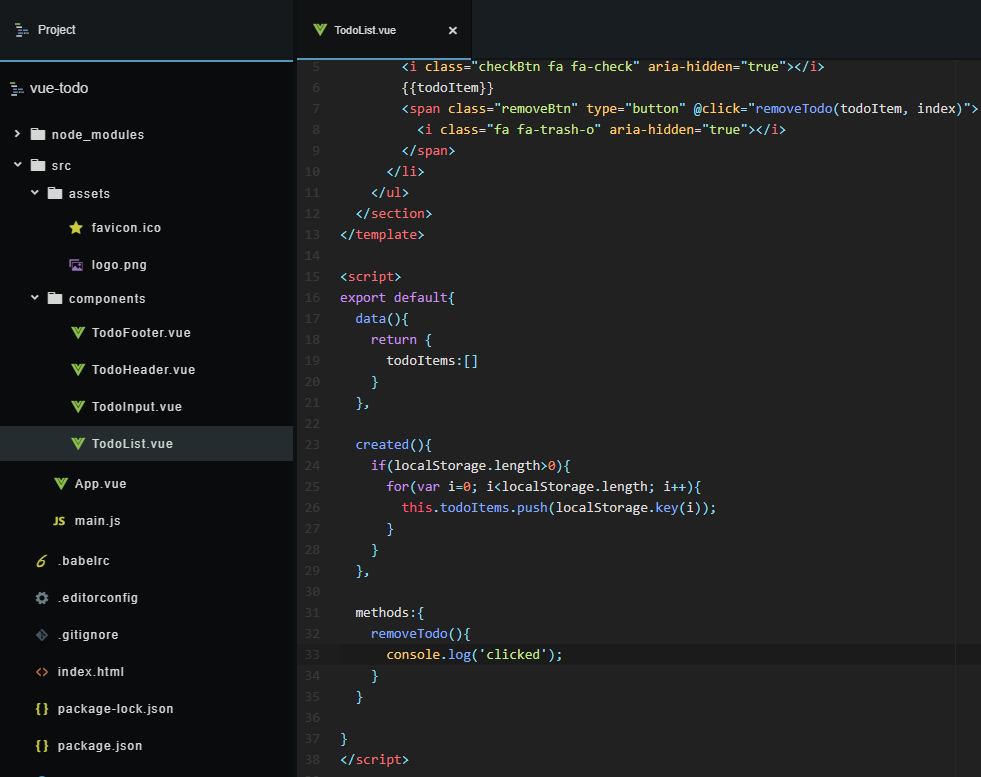 Project
vue-todo
node_modules
src
assets
favicon.ico
logo.png
components
TodoFooter.vue
TodoHeader.vue
TodoInput.vue
TodoList.vue
App.vue
JS main.js
.babelrc
.editorconfig
.gitignore
index.html
package-lock.json
package.json
TodoList.vue ×
5         <i class="checkBtn fa fa-check" aria-hidden="true"></i>
6         {{todoItem}}
7         <span class="removeBtn" type="button" @click="removeTodo(todoItem, index)">
8           <i class="fa fa-trash-o" aria-hidden="true"></i>
9         </span>
10       </li>
11     </ul>
12   </section>
13 </template>
14
15 <script>
16 export default{
17   data(){
18     return {
19       todoItems:[]
20     }
21   },
22
23   created(){
24     if(localStorage.length>0){
25       for(var i=0; i<localStorage.length; i++){
26         this.todoItems.push(localStorage.key(i));
27       }
28     }
29   },
30
31   methods:{
32     removeTodo(){
33       console.log('clicked');
34     }
35   }
36
37 }
38 </script>